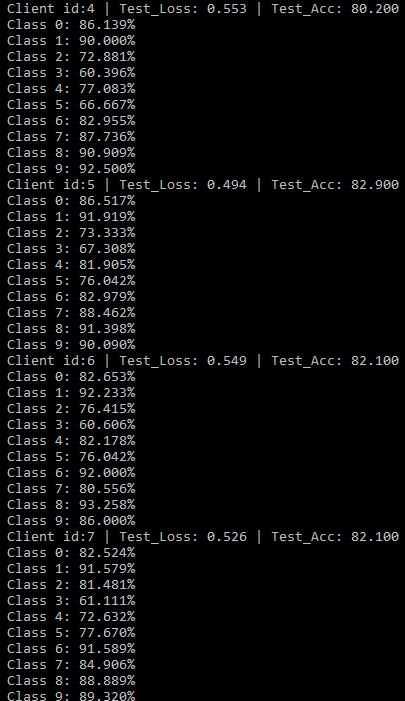 Client id:4 | Test_Loss: 0.553 | Test_Acc: 80.200
Class 0: 86.139%
Class 1: 90.000%
Class 2: 72.881%
Class 3: 60.396%
Class 4: 77.083%
Class 5: 66.667%
Class 6: 82.955%
Class 7: 87.736%
Class 8: 90.909%
Class 9: 92.500%
Client id:5 | Test_Loss: 0.494 | Test_Acc: 82.900
Class 0: 86.517%
Class 1: 91.919%
Class 2: 73.333%
Class 3: 67.308%
Class 4: 81.905%
Class 5: 76.042%
Class 6: 82.979%
Class 7: 88.462%
Class 8: 91.398%
Class 9: 90.090%
Client id:6 | Test_Loss: 0.549 | Test_Acc: 82.100
Class 0: 82.653%
Class 1: 92.233%
Class 2: 76.415%
Class 3: 60.606%
Class 4: 82.178%
Class 5: 76.042%
Class 6: 92.000%
Class 7: 80.556%
Class 8: 93.258%
Class 9: 86.000%
Client id:7 | Test_Loss: 0.526 | Test_Acc: 82.100
Class 0: 82.524%
Class 1: 91.579%
Class 2: 81.481%
Class 3: 61.111%
Class 4: 72.632%
Class 5: 77.670%
Class 6: 91.589%
Class 7: 84.906%
Class 8: 88.889%
Class 9: 89.320%